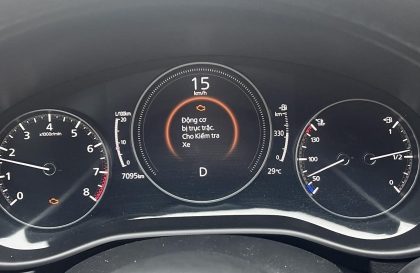 15
km/h
Động cơ
bị trục trặc.
Cho Kiểm tra
Xe
D
x1000r/min
0
1
2
3
4
5
6
7
8
7095km
L/100km
20
10
0
km
330
29°C
130
100
50
1/2
0